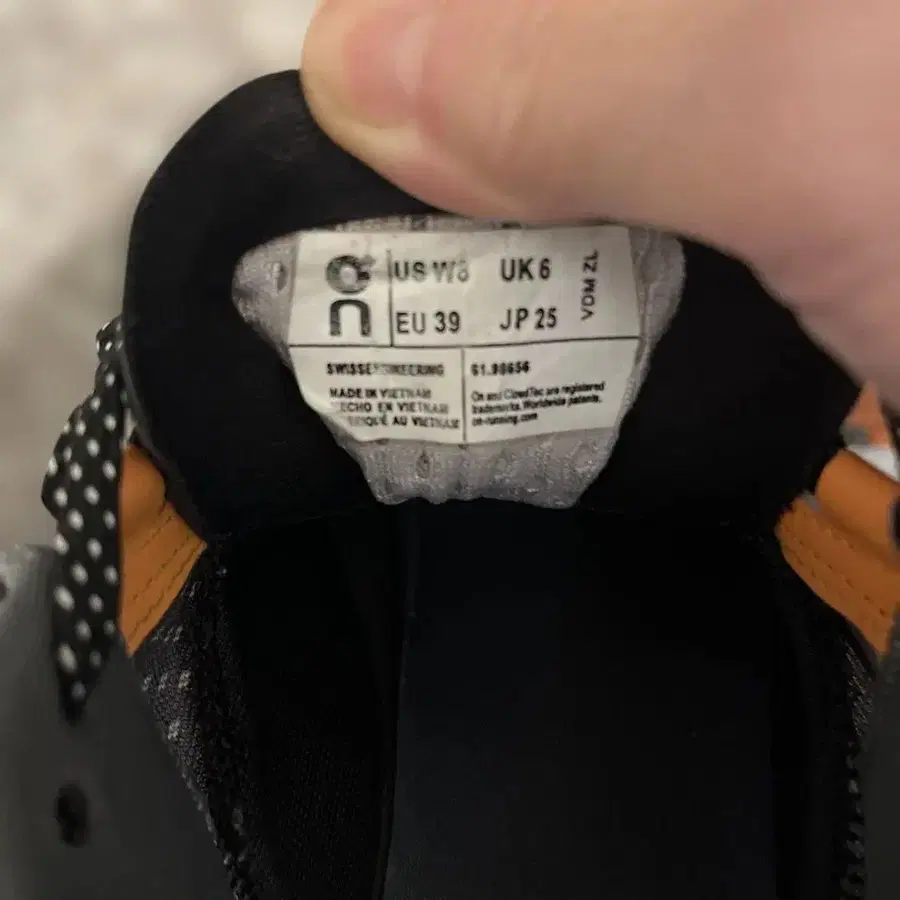 on
US W8 UK 6
EU 39 JP 25
VDM ZL
SWISS ENGINEERING
61.98656
MADE IN VIETNAM
HECHO EN VIETNAM
AU VIETNAM
On and CloudTec are registered
trademarks. Worldwide patents.
on-running.com